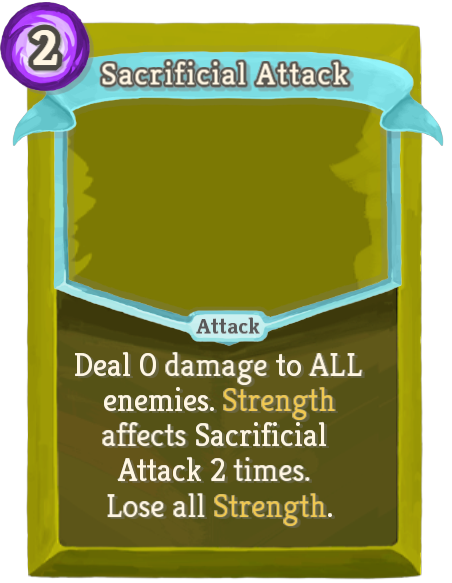 2
Sacrificial Attack
Attack
Deal 0 damage to ALL
enemies. Strength
affects Sacrificial
Attack 2 times.
Lose all Strength.